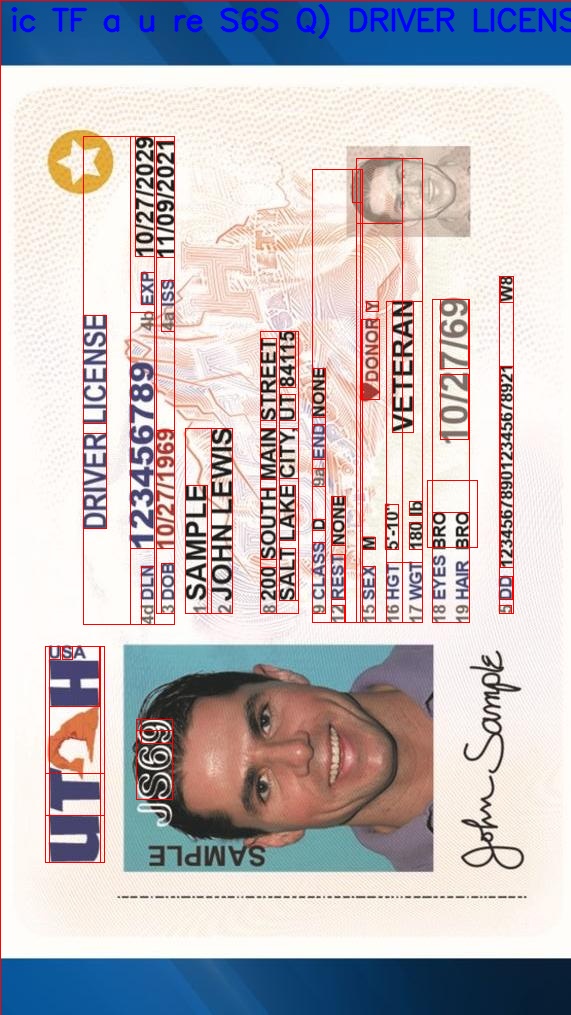 ic TF a u re S6S Q) DRIVER LICENS
UTAH
USA
DRIVER LICENSE
4d DLN 123456789 4b EXP 10/27/2029
3 DOB 10/27/1969 4a ISS 11/09/2021
1 SAMPLE
2 JOHN LEWIS
8 200 SOUTH MAIN STREET
SALT LAKE CITY, UT 84115
9 CLASS D 9a END NONE
12 REST NONE
15 SEX M DONOR Y
16 HGT 5'-10"
VETERAN
17 WGT 180 lb
18 EYES BRO
19 HAIR BRO
10/27/69
5 DD 123456789012345678921 W8
JS69
SAMPLE
John Sample